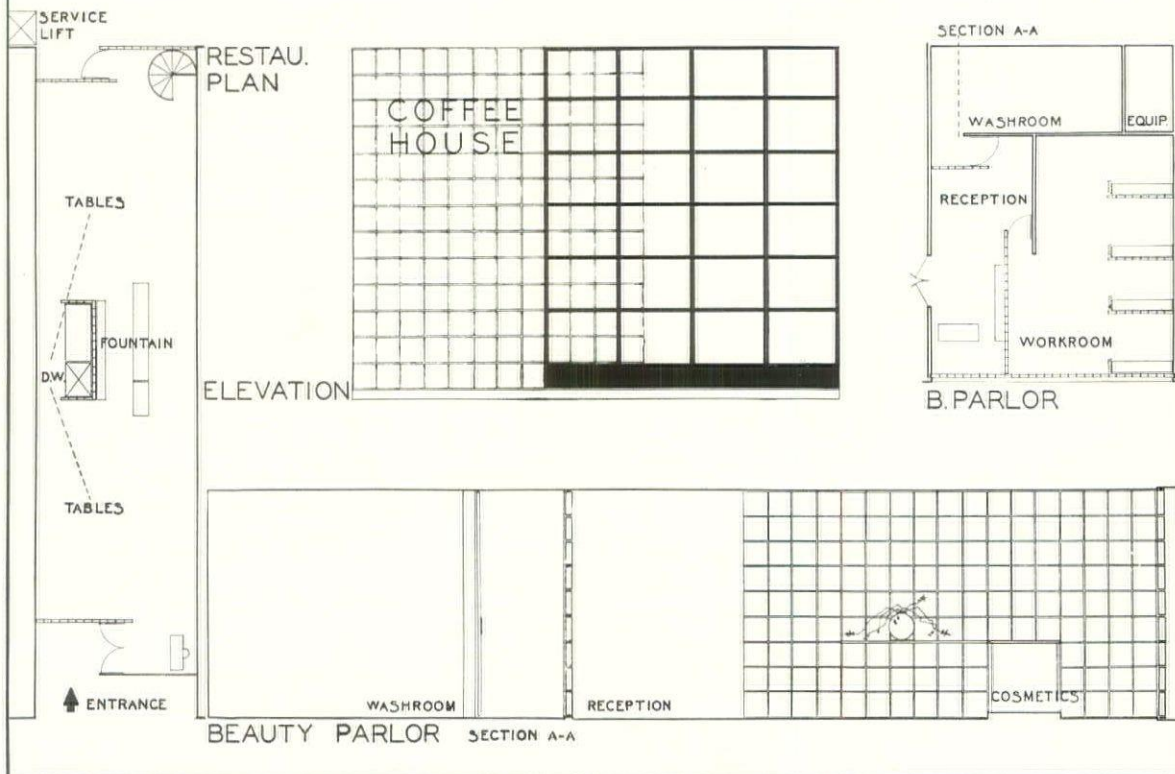 SERVICE
LIFT
RESTAU.
PLAN
TABLES
FOUNTAIN
D.W.
TABLES
ENTRANCE
COFFEE
HOUSE
ELEVATION
SECTION A-A
WASHROOM
EQUIP.
RECEPTION
WORKROOM
B. PARLOR
WASHROOM
RECEPTION
COSMETICS
BEAUTY PARLOR SECTION A-A